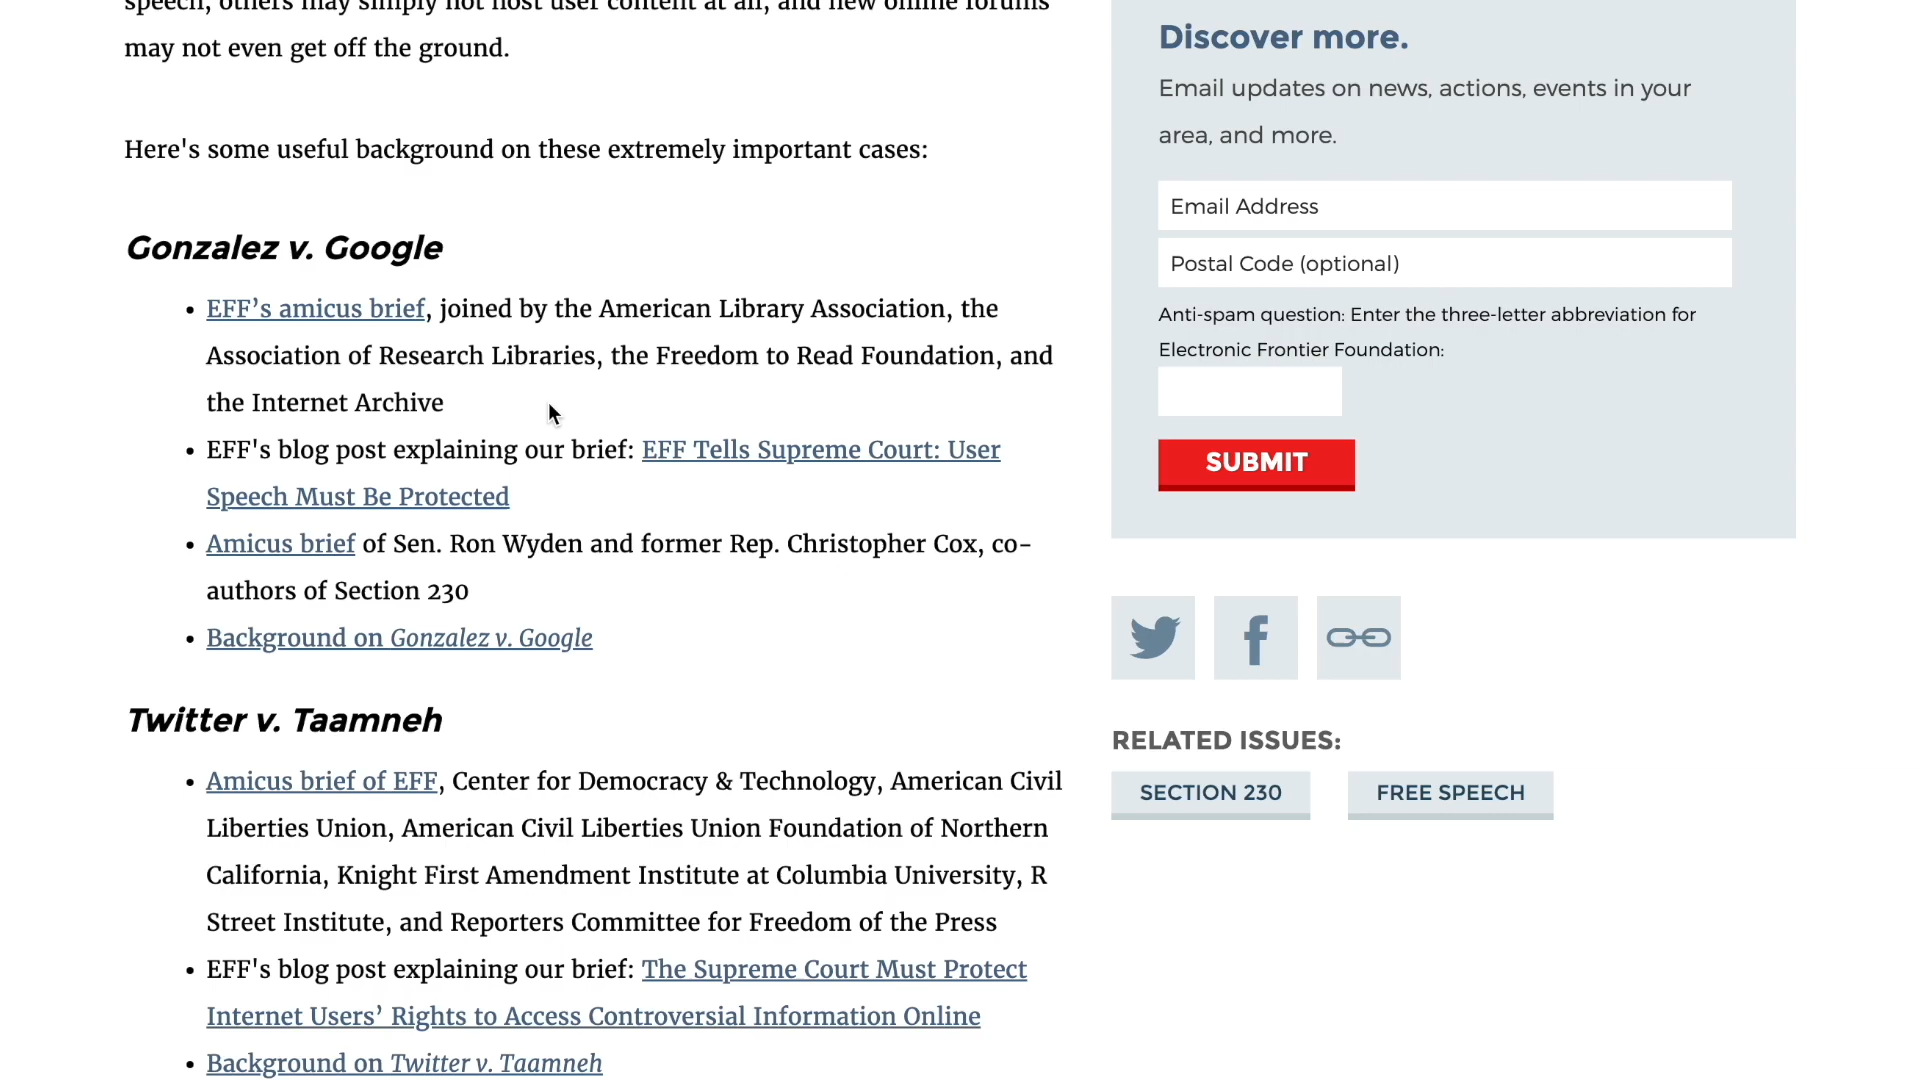 speech, others may simply not host user content at all, and new online forums
may not even get off the ground.
Here's some useful background on these extremely important cases:
Gonzalez v. Google
• EFF’s amicus brief, joined by the American Library Association, the
Association of Research Libraries, the Freedom to Read Foundation, and
the Internet Archive
• EFF's blog post explaining our brief: EFF Tells Supreme Court: User
Speech Must Be Protected
• Amicus brief of Sen. Ron Wyden and former Rep. Christopher Cox, co-
authors of Section 230
• Background on Gonzalez v. Google
Twitter v. Taamneh
• Amicus brief of EFF, Center for Democracy & Technology, American Civil
Liberties Union, American Civil Liberties Union Foundation of Northern
California, Knight First Amendment Institute at Columbia University, R
Street Institute, and Reporters Committee for Freedom of the Press
• EFF's blog post explaining our brief: The Supreme Court Must Protect
Internet Users’ Rights to Access Controversial Information Online
• Background on Twitter v. Taamneh
Discover more.
Email updates on news, actions, events in your
area, and more.
Email Address
Postal Code (optional)
Anti-spam question: Enter the three-letter abbreviation for
Electronic Frontier Foundation:
SUBMIT
RELATED ISSUES:
SECTION 230
FREE SPEECH